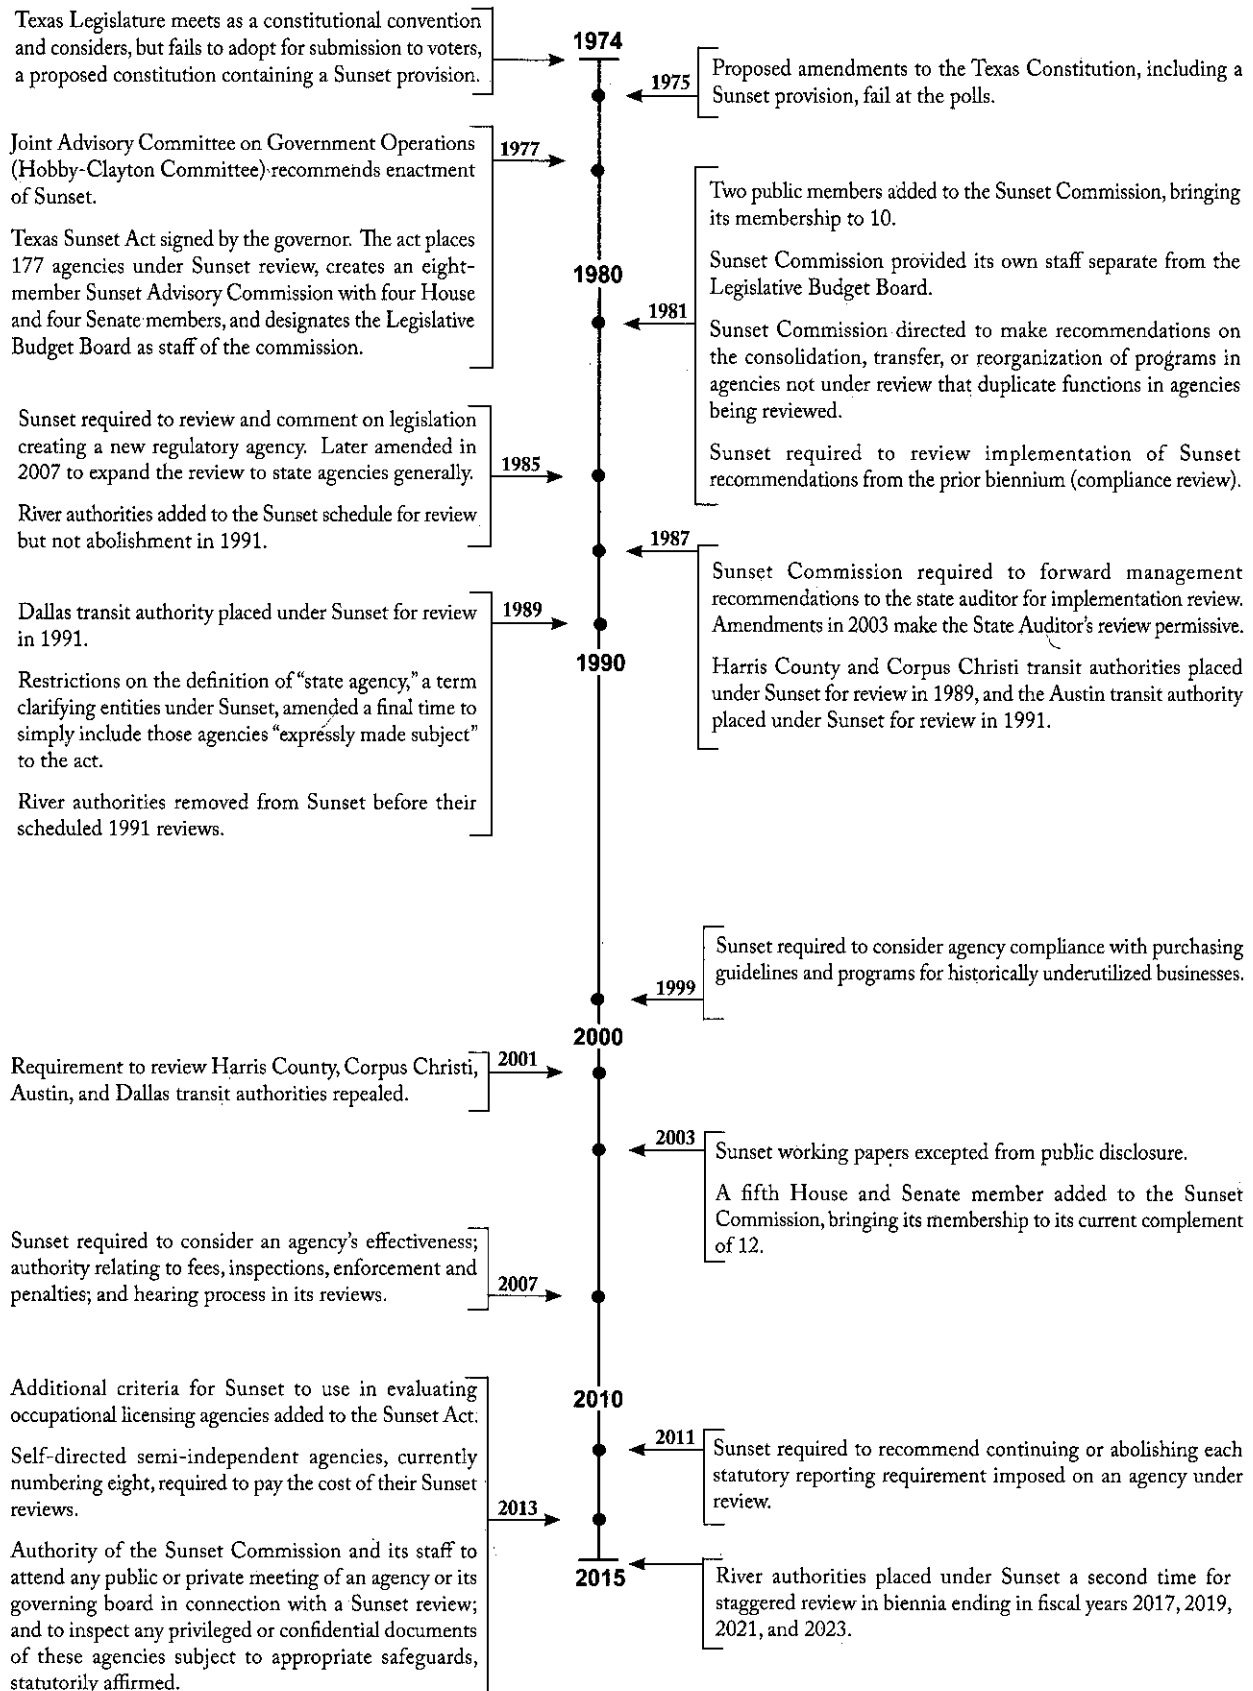 Texas Legislature meets as a constitutional convention
and considers, but fails to adopt for submission to voters,
a proposed constitution containing a Sunset provision.
1974
1975
Proposed amendments to the Texas Constitution, including a
Sunset provision, fail at the polls.
Joint Advisory Committee on Government Operations
(Hobby-Clayton Committee) recommends enactment
of Sunset.
Texas Sunset Act signed by the governor. The act places
177 agencies under Sunset review, creates an eight-
member Sunset Advisory Commission with four House
and four Senate members, and designates the Legislative
Budget Board as staff of the commission.
1977
1980
1981
Two public members added to the Sunset Commission, bringing
its membership to 10.
Sunset Commission provided its own staff separate from the
Legislative Budget Board.
Sunset Commission directed to make recommendations on
the consolidation, transfer, or reorganization of programs in
agencies not under review that duplicate functions in agencies
being reviewed.
Sunset required to review implementation of Sunset
recommendations from the prior biennium (compliance review).
Sunset required to review and comment on legislation
creating a new regulatory agency. Later amended in
2007 to expand the review to state agencies generally.
River authorities added to the Sunset schedule for review
but not abolishment in 1991.
1985
1987
Sunset Commission required to forward management
recommendations to the state auditor for implementation review.
Amendments in 2003 make the State Auditor's review permissive.
Harris County and Corpus Christi transit authorities placed
under Sunset for review in 1989, and the Austin transit authority
placed under Sunset for review in 1991.
Dallas transit authority placed under Sunset for review
in 1991.
Restrictions on the definition of "state agency," a term
clarifying entities under Sunset, amended a final time to
simply include those agencies "expressly made subject"
to the act.
River authorities removed from Sunset before their
scheduled 1991 reviews.
1989
1990
1999
Sunset required to consider agency compliance with purchasing
guidelines and programs for historically underutilized businesses.
2000
Requirement to review Harris County, Corpus Christi,
Austin, and Dallas transit authorities repealed.
2001
2003
Sunset working papers excepted from public disclosure.
A fifth House and Senate member added to the Sunset
Commission, bringing its membership to its current complement
of 12.
Sunset required to consider an agency's effectiveness;
authority relating to fees, inspections, enforcement and
penalties; and hearing process in its reviews.
2007
2010
2011
Sunset required to recommend continuing or abolishing each
statutory reporting requirement imposed on an agency under
review.
Additional criteria for Sunset to use in evaluating
occupational licensing agencies added to the Sunset Act.
Self-directed semi-independent agencies, currently
numbering eight, required to pay the cost of their Sunset
reviews.
Authority of the Sunset Commission and its staff to
attend any public or private meeting of an agency or its
governing board in connection with a Sunset review;
and to inspect any privileged or confidential documents
of these agencies subject to appropriate safeguards,
statutorily affirmed.
2013
2015
River authorities placed under Sunset a second time for
staggered review in biennia ending in fiscal years 2017, 2019,
2021, and 2023.